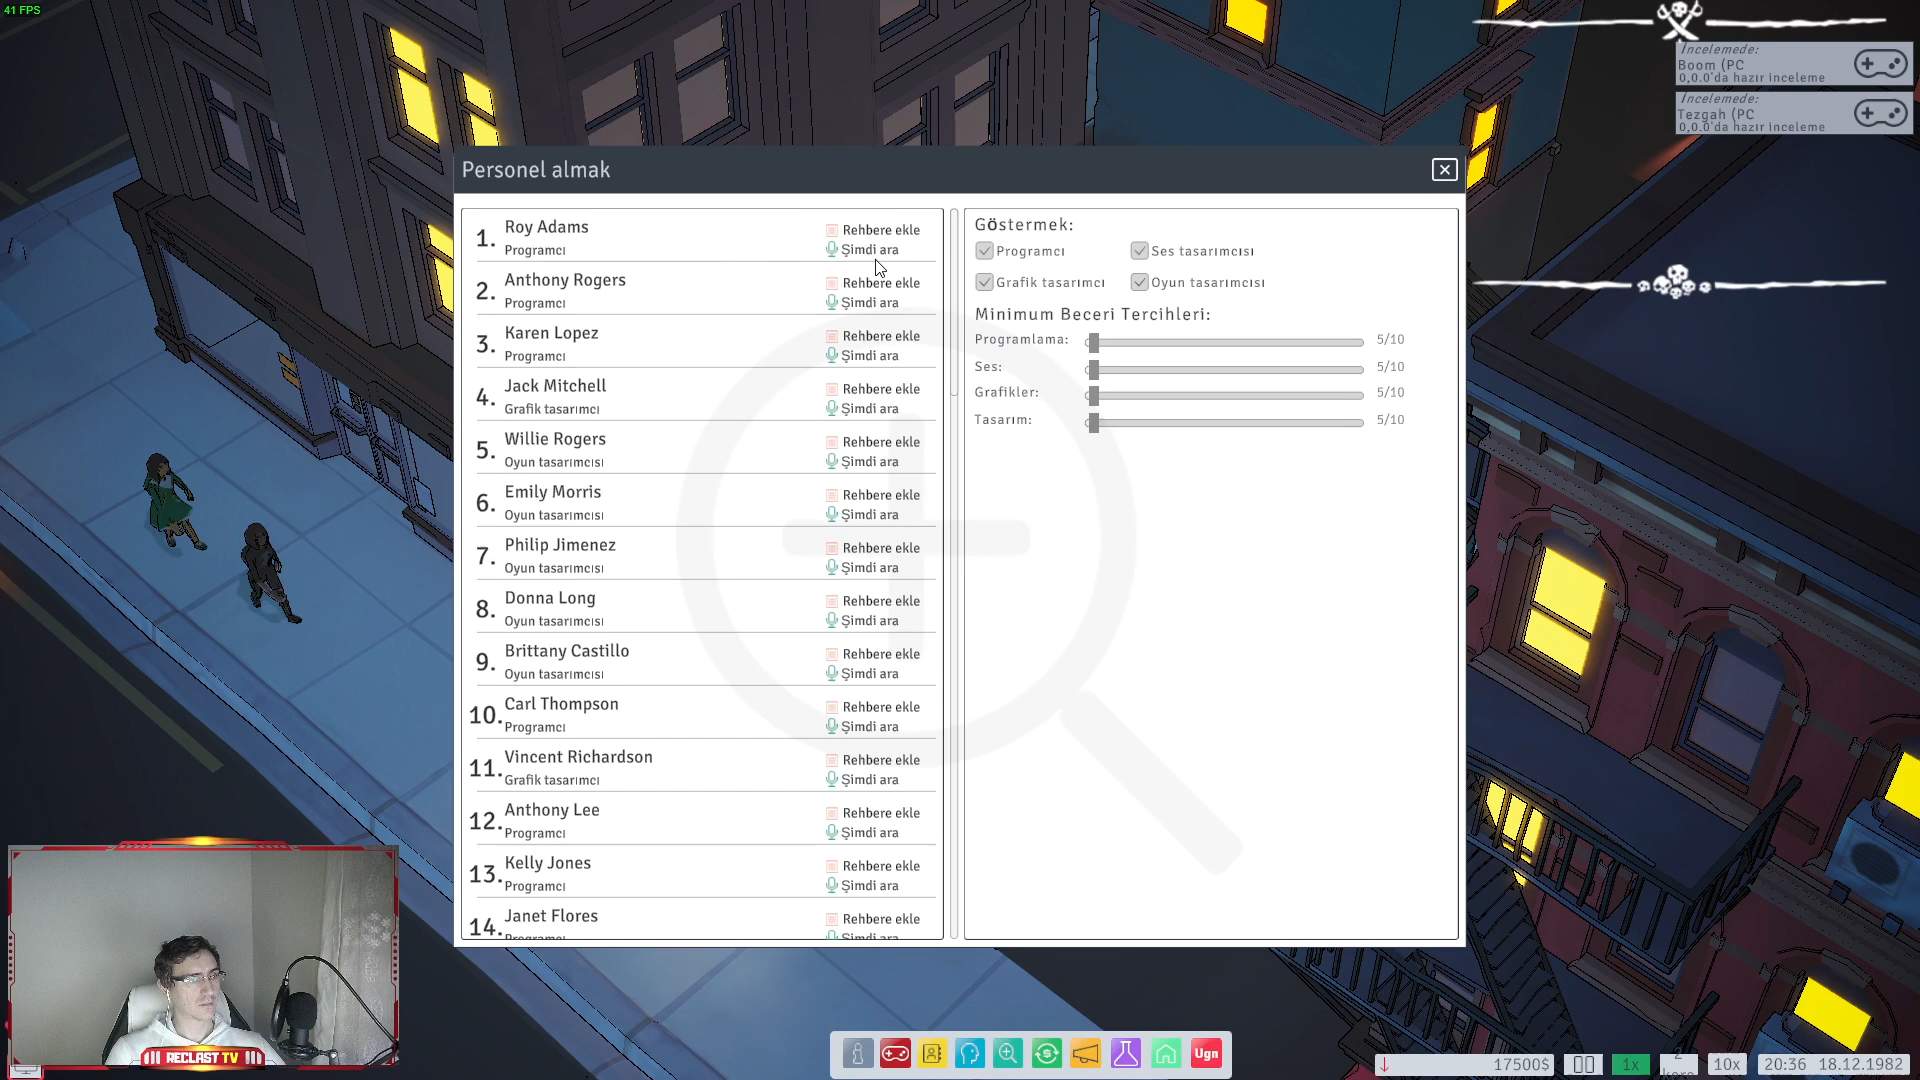 41 FPS
İncelemede:
Boom (PC
0,0.0'da hazır inceleme
İncelemede:
Tezgah (PC
0,0.0'da hazır inceleme
Personel almak
1. Roy Adams
Programcı
Rehbere ekle
Şimdi ara
2. Anthony Rogers
Programcı
Rehbere ekle
Şimdi ara
3. Karen Lopez
Programcı
Rehbere ekle
Şimdi ara
4. Jack Mitchell
Grafik tasarımcı
Rehbere ekle
Şimdi ara
5. Willie Rogers
Oyun tasarımcısı
Rehbere ekle
Şimdi ara
6. Emily Morris
Oyun tasarımcısı
Rehbere ekle
Şimdi ara
7. Philip Jimenez
Oyun tasarımcısı
Rehbere ekle
Şimdi ara
8. Donna Long
Oyun tasarımcısı
Rehbere ekle
Şimdi ara
9. Brittany Castillo
Oyun tasarımcısı
Rehbere ekle
Şimdi ara
10. Carl Thompson
Programcı
Rehbere ekle
Şimdi ara
11. Vincent Richardson
Grafik tasarımcı
Rehbere ekle
Şimdi ara
12. Anthony Lee
Programcı
Rehbere ekle
Şimdi ara
13. Kelly Jones
Programcı
Rehbere ekle
Şimdi ara
14. Janet Flores
Programcı
Rehbere ekle
Şimdi ara
Göstermek:
Programcı
Ses tasarımcısı
Grafik tasarımcı
Oyun tasarımcısı
Minimum Beceri Tercihleri:
Programlama: 5/10
Ses: 5/10
Grafikler: 5/10
Tasarım: 5/10
RECLAST TV
Ugn
17500$
1x
2
10x
20:36 18.12.1982